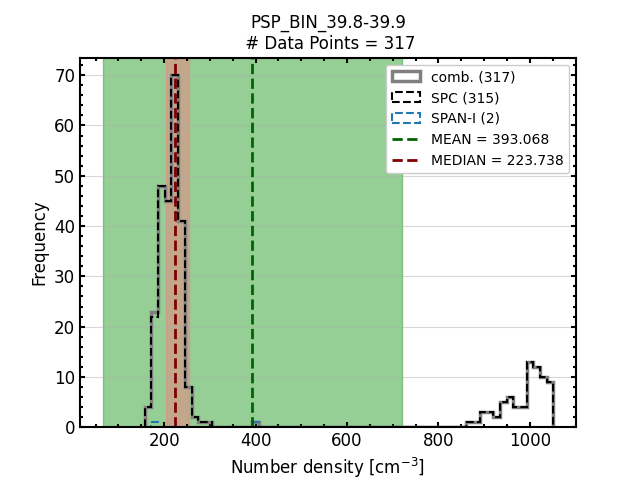 PSP_BIN_39.8-39.9
# Data Points = 317
comb. (317)
SPC (315)
SPAN-I (2)
MEAN = 393.068
MEDIAN = 223.738
Frequency
70
60
50
40
30
20
10
0
200 400 600 800 1000
Number density [cm⁻³]